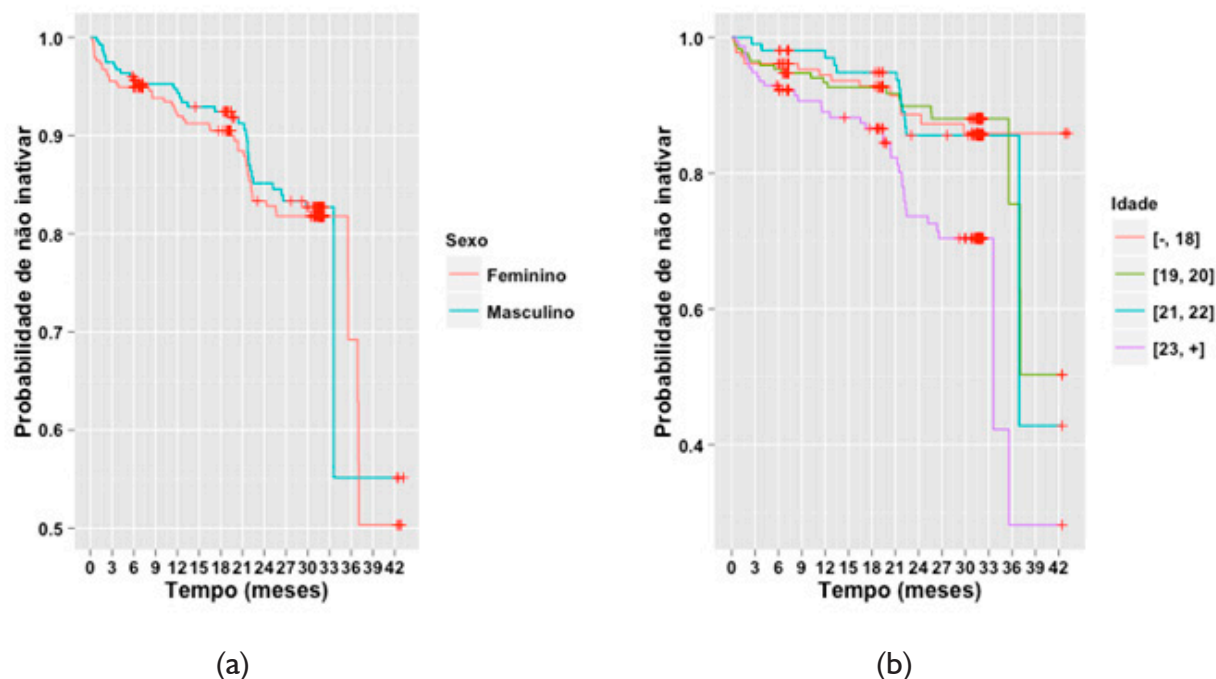 1.0
0.9
0.8
0.7
0.6
0.5
Probabilidade de não inativar
0 3 6 9 12 15 18 21 24 27 30 33 36 39 42
Tempo (meses)
Sexo
Feminino
Masculino
(a)
1.0
0.8
0.6
0.4
Probabilidade de não inativar
0 3 6 9 12 15 18 21 24 27 30 33 36 39 42
Tempo (meses)
Idade
[-, 18]
[19, 20]
[21, 22]
[23, +]
(b)